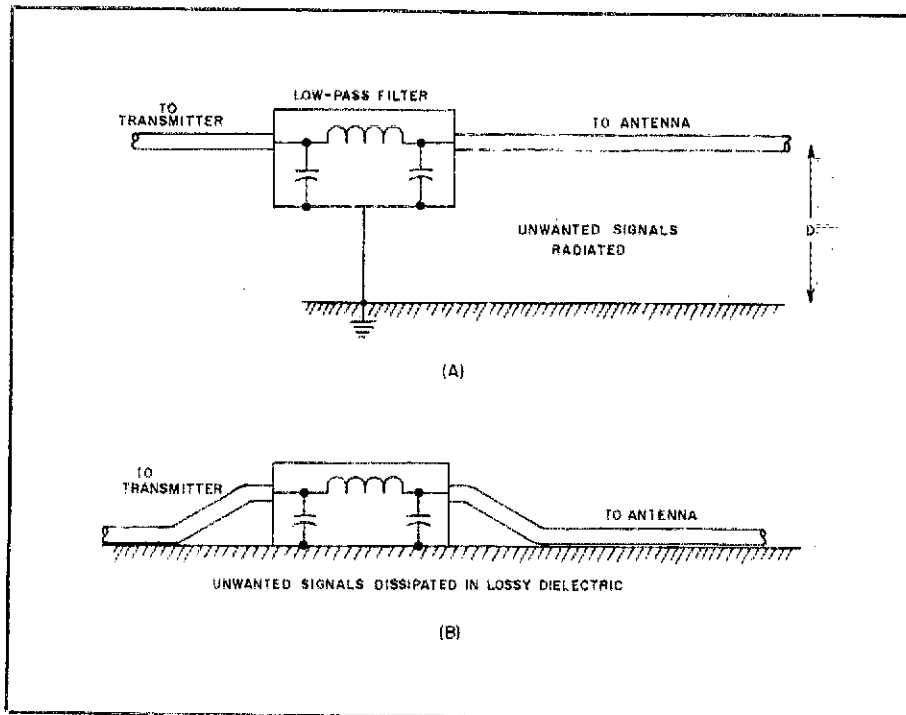 LOW-PASS FILTER
TO
TRANSMITTER
TO ANTENNA
UNWANTED SIGNALS
RADIATED
D
(A)
TO
TRANSMITTER
TO ANTENNA
UNWANTED SIGNALS DISSIPATED IN LOSSY DIELECTRIC
(B)